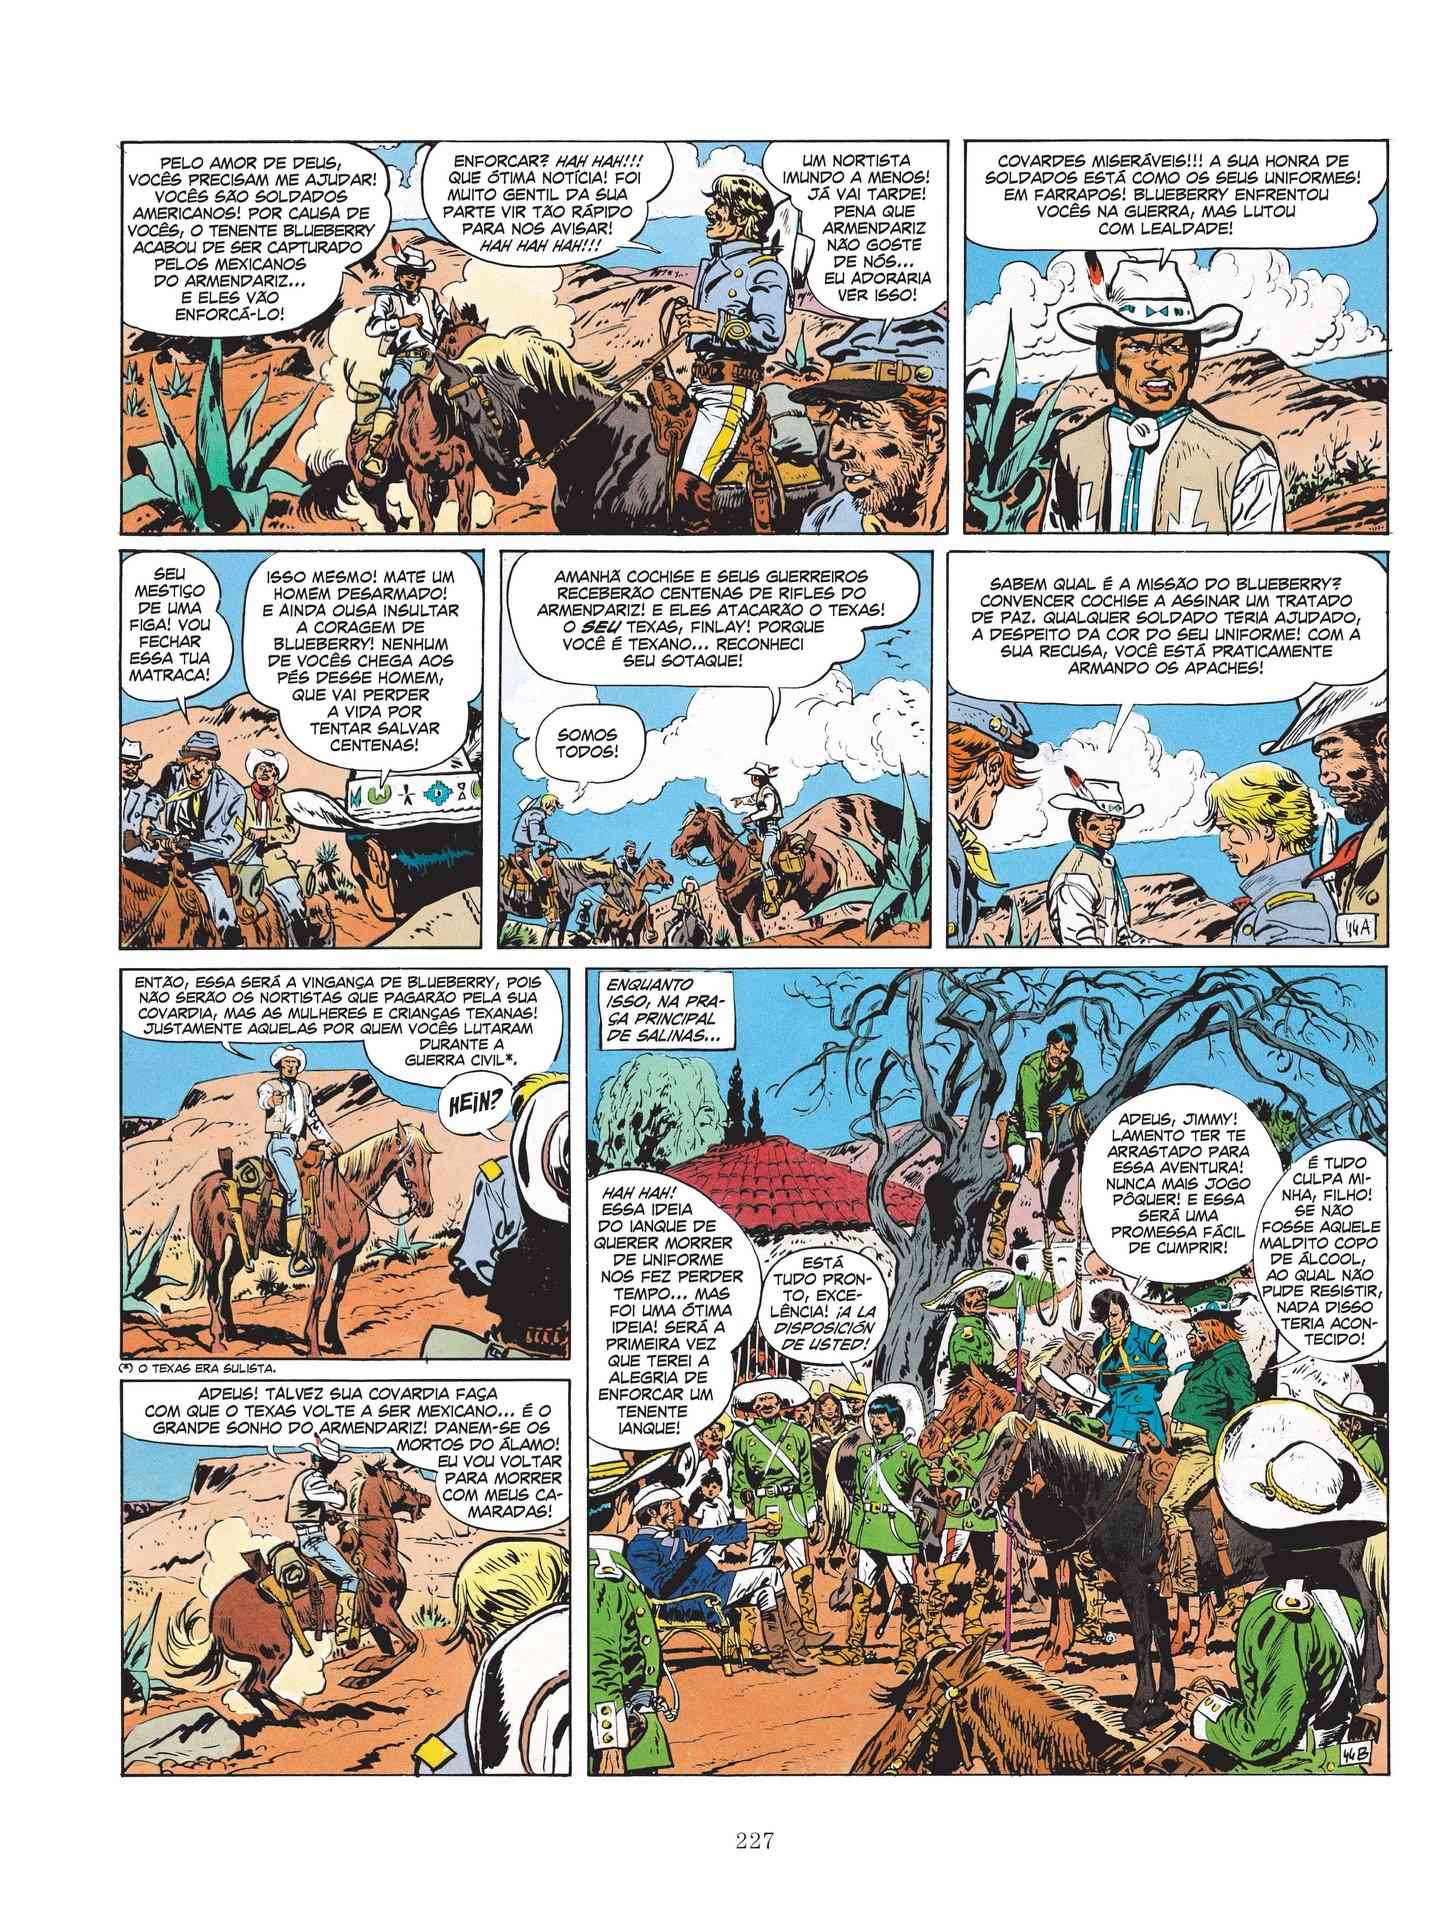 PELO AMOR DE DEUS,
VOCÊS PRECISAM ME AJUDAR!
VOCÊS SÃO SOLDADOS
AMERICANOS! POR CAUSA DE
VOCÊS, O TENENTE BLUEBERRY
ACABOU DE SER CAPTURADO
PELOS MEXICANOS
DO ARMENDARIZ...
E ELES VÃO
ENFORCÁ-LO!
ENFORCAR? HAH HAH!!!
QUE ÓTIMA NOTÍCIA! FOI
MUITO GENTIL DA SUA
PARTE VIR TÃO RÁPIDO
PARA NOS AVISAR!
HAH HAH HAH!!!
UM NORTISTA
IMUNDO A MENOS!
JÁ VAI TARDE!
PENA QUE
ARMENDARIZ
NÃO GOSTE
DE NÓS...
EU ADORARIA
VER ISSO!
COVARDES MISERÁVEIS!!! A SUA HONRA DE
SOLDADOS ESTÁ COMO OS SEUS UNIFORMES!
EM FARRAPOS! BLUEBERRY ENFRENTOU
VOCÊS NA GUERRA, MAS LUTOU
COM LEALDADE!
SEU
MESTIÇO
DE UMA
FIGA! VOU
FECHAR
ESSA TUA
MATRACA!
ISSO MESMO! MATE UM
HOMEM DESARMADO!
E AINDA OUSA INSULTAR
A CORAGEM DE
BLUEBERRY! NENHUM
DE VOCÊS CHEGA AOS
PÉS DESSE HOMEM,
QUE VAI PERDER
A VIDA POR
TENTAR SALVAR
CENTENAS!
AMANHÃ COCHISE E SEUS GUERREIROS
RECEBERÃO CENTENAS DE RIFLES DO
ARMENDARIZ! E ELES ATACARÃO O TEXAS!
O SEU TEXAS, FINLAY! PORQUE
VOCÊ É TEXANO... RECONHECI
SEU SOTAQUE!
SOMOS
TODOS!
SABEM QUAL É A MISSÃO DO BLUEBERRY?
CONVENCER COCHISE A ASSINAR UM TRATADO
DE PAZ. QUALQUER SOLDADO TERIA AJUDADO,
A DESPEITO DA COR DO SEU UNIFORME! COM A
SUA RECUSA, VOCÊ ESTÁ PRATICAMENTE
ARMANDO OS APACHES!
44A
ENTÃO, ESSA SERÁ A VINGANÇA DE BLUEBERRY, POIS
NÃO SERÃO OS NORTISTAS QUE PAGARÃO PELA SUA
COVARDIA, MAS AS MULHERES E CRIANÇAS TEXANAS!
JUSTAMENTE AQUELAS POR QUEM VOCÊS LUTARAM
DURANTE A
GUERRA CIVIL*.
HEIN?
(*) O TEXAS ERA SULISTA.
ADEUS! TALVEZ SUA COVARDIA FAÇA
COM QUE O TEXAS VOLTE A SER MEXICANO... É O
GRANDE SONHO DO ARMENDARIZ! DANEM-SE OS
MORTOS DO ÁLAMO!
EU VOU VOLTAR
PARA MORRER
COM MEUS CA-
MARADAS!
ENQUANTO
ISSO, NA PRA-
ÇA PRINCIPAL
DE SALINAS...
HAH HAH!
ESSA IDEIA
DO IANQUE DE
QUERER MORRER
DE UNIFORME
NOS FEZ PERDER
TEMPO... MAS
FOI UMA ÓTIMA
IDEIA! SERÁ A
PRIMEIRA VEZ
QUE TEREI A
ALEGRIA DE
ENFORCAR UM
TENENTE
IANQUE!
ESTÁ
TUDO PRON-
TO, EXCE-
LÊNCIA! ¡A LA
DISPOSICIÓN
DE USTED!
ADEUS, JIMMY!
LAMENTO TER TE
ARRASTADO PARA
ESSA AVENTURA!
NUNCA MAIS JOGO
PÔQUER! E ESSA
SERÁ UMA
PROMESSA FÁCIL
DE CUMPRIR!
É TUDO
CULPA MI-
NHA, FILHO!
SE NÃO
FOSSE AQUELE
MALDITO COPO
DE ÁLCOOL,
AO QUAL NÃO
PUDE RESISTIR,
NADA DISSO
TERIA ACON-
TECIDO!
44B
227